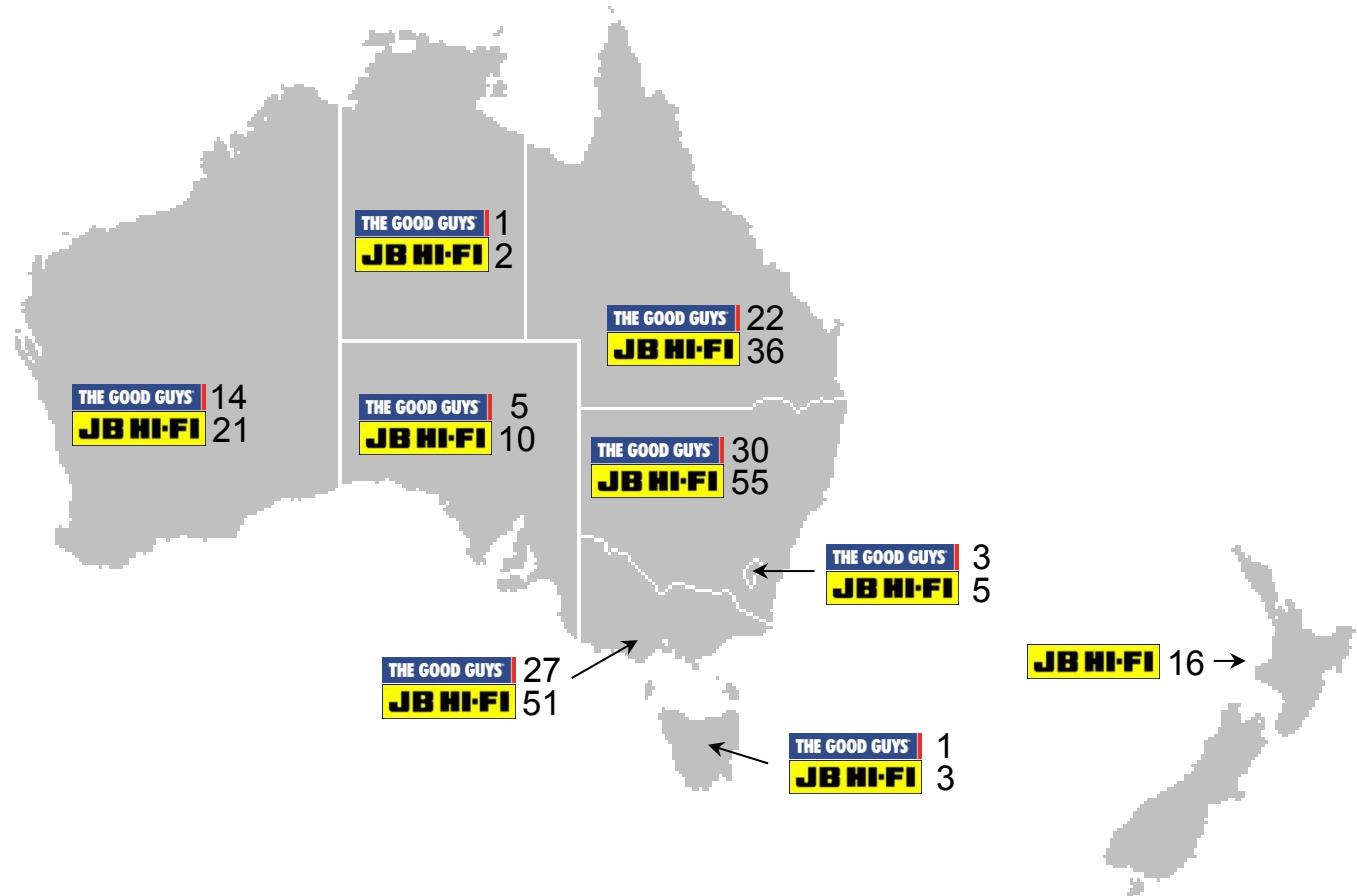 THE GOOD GUYS 1
JB HI·FI 2
THE GOOD GUYS 22
JB HI·FI 36
THE GOOD GUYS 14
JB HI·FI 21
THE GOOD GUYS 5
JB HI·FI 10
THE GOOD GUYS 30
JB HI·FI 55
THE GOOD GUYS 3
JB HI·FI 5
THE GOOD GUYS 27
JB HI·FI 51
JB HI·FI 16
THE GOOD GUYS 1
JB HI·FI 3